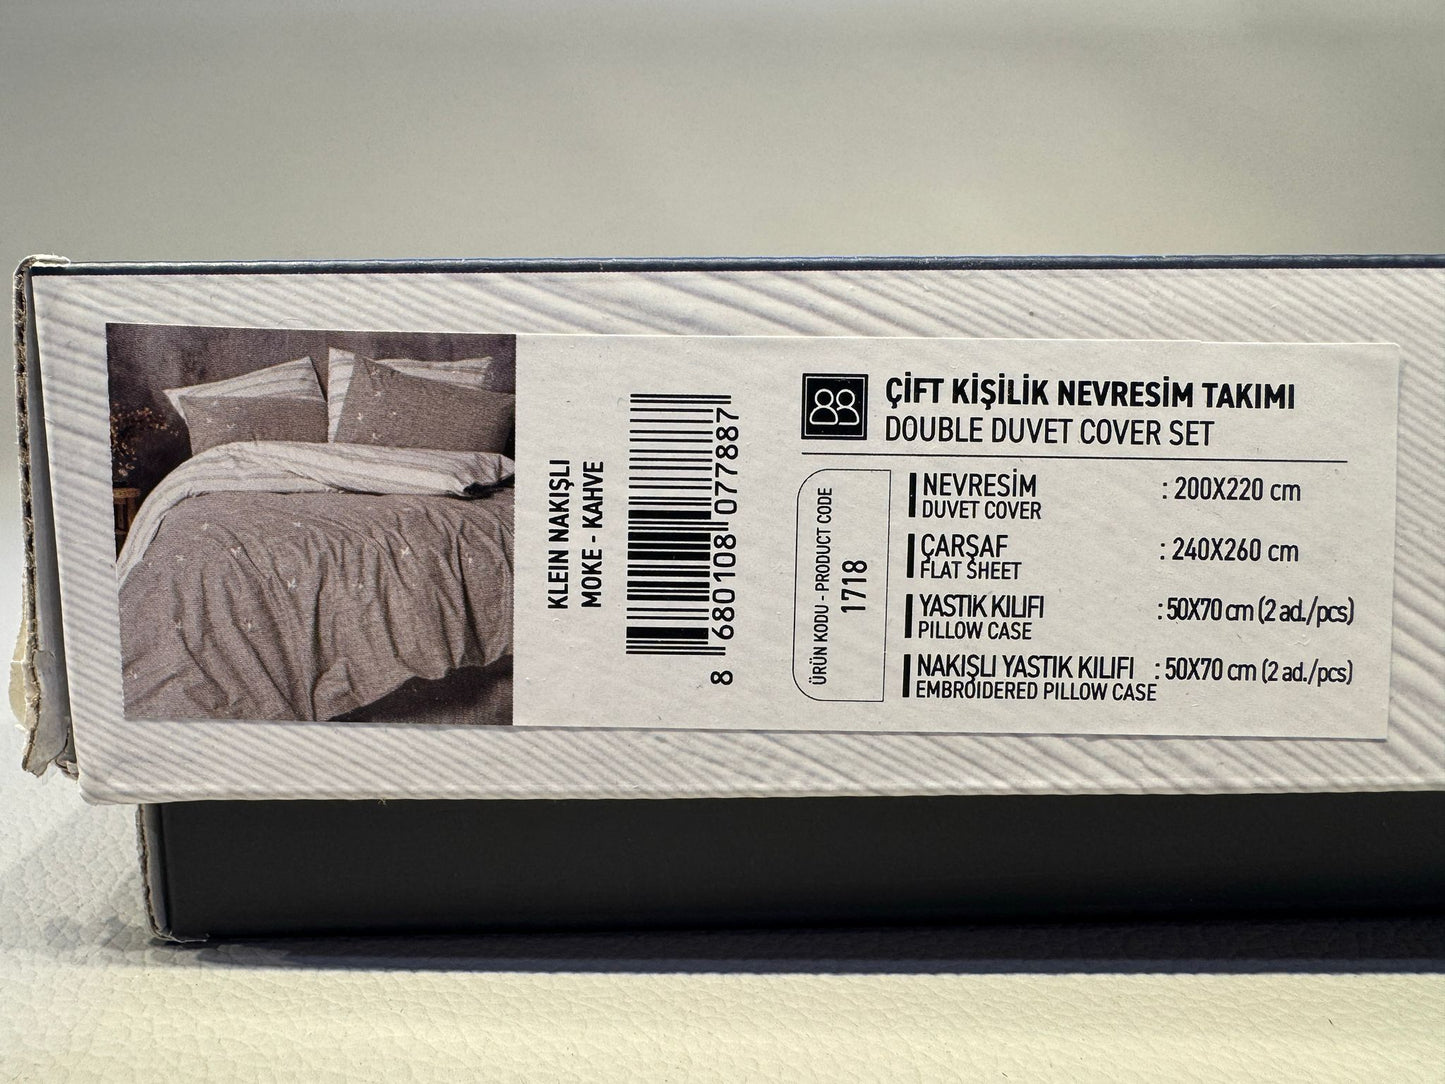 KLEIN NAKIŞLI
MOKE - KAHVE
8 680108 077887
ÇİFT KİŞİLİK NEVRESİM TAKIMI
DOUBLE DUVET COVER SET
ÜRÜN KODU - PRODUCT CODE
1718
NEVRESİM : 200X220 cm
DUVET COVER
ÇARŞAF : 240X260 cm
FLAT SHEET
YASTIK KILIFI : 50X70 cm (2 ad./pcs)
PILLOW CASE
NAKIŞLI YASTIK KILIFI : 50X70 cm (2 ad./pcs)
EMBROIDERED PILLOW CASE